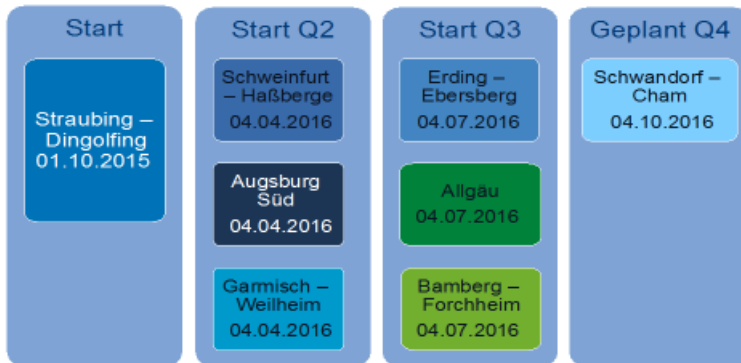 Start
Straubing –
Dingolfing
01.10.2015
Start Q2
Schweinfurt
– Haßberge
04.04.2016
Augsburg
Süd
04.04.2016
Garmisch –
Weilheim
04.04.2016
Start Q3
Erding –
Ebersberg
04.07.2016
Allgäu
04.07.2016
Bamberg –
Forchheim
04.07.2016
Geplant Q4
Schwandorf –
Cham
04.10.2016